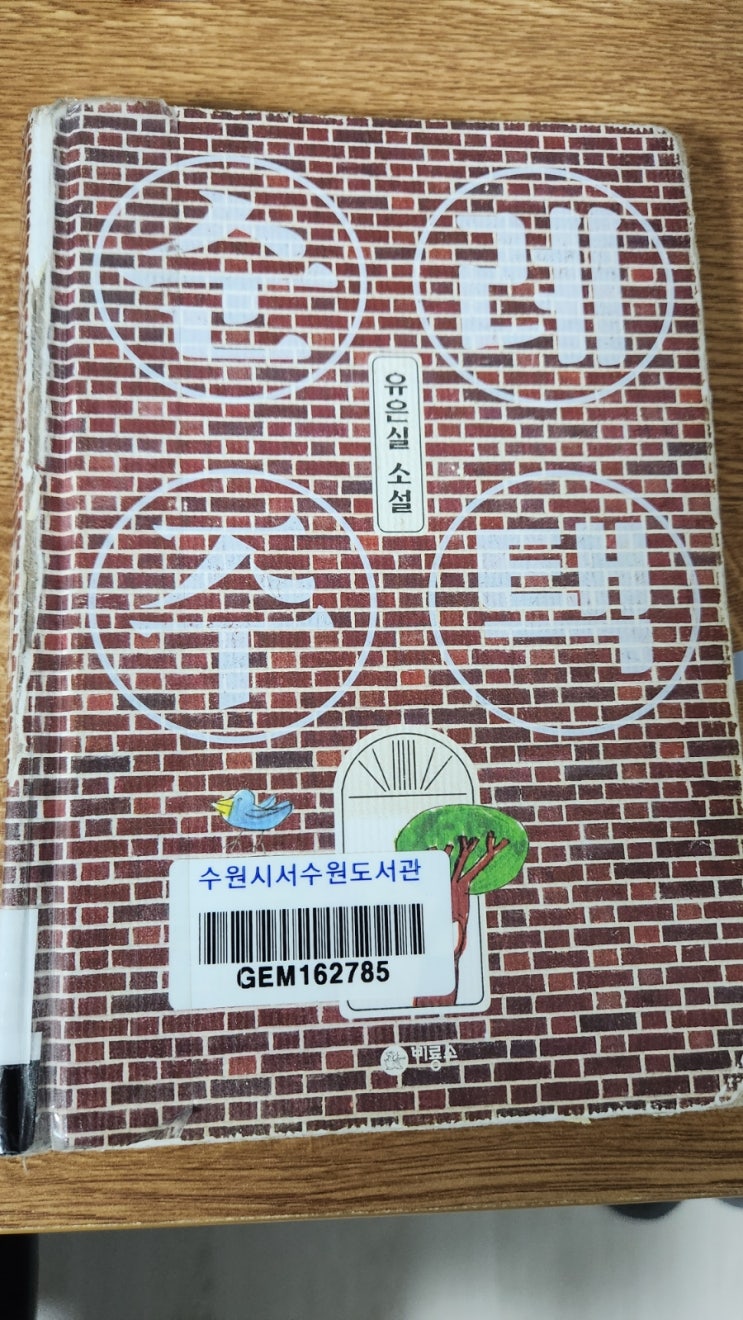 순례
유은실 소설
주택
수원시서수원도서관
GEM162785
비룡소